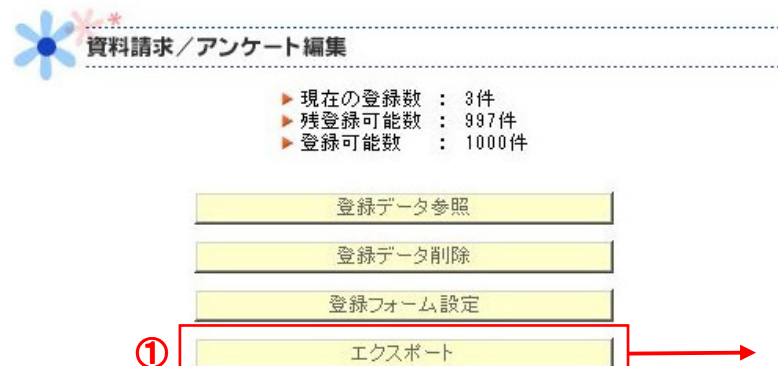 資料請求／アンケート編集
▶現在の登録数 ： 3件
▶残登録可能数 ： 997件
▶登録可能数 ： 1000件
登録データ参照
登録データ削除
登録フォーム設定
① エクスポート